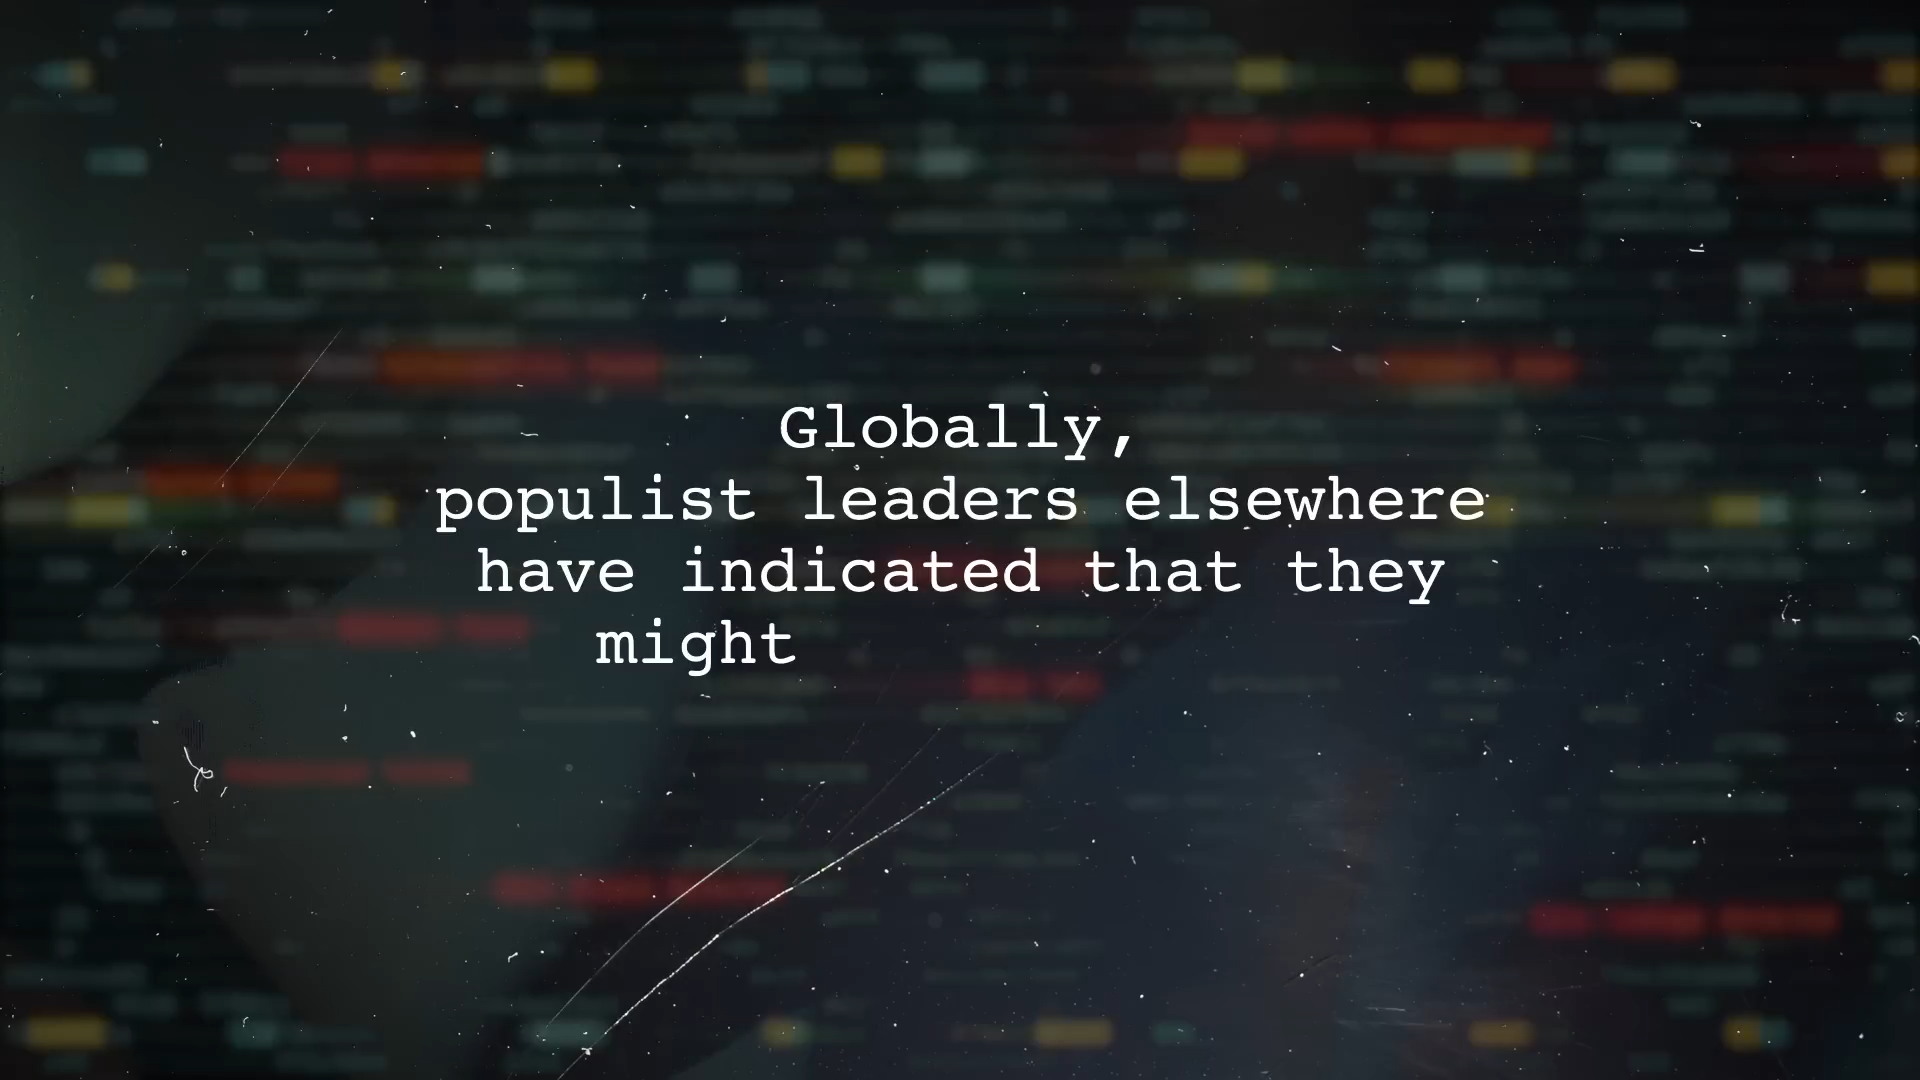 Globally,
populist leaders elsewhere
have indicated that they
might